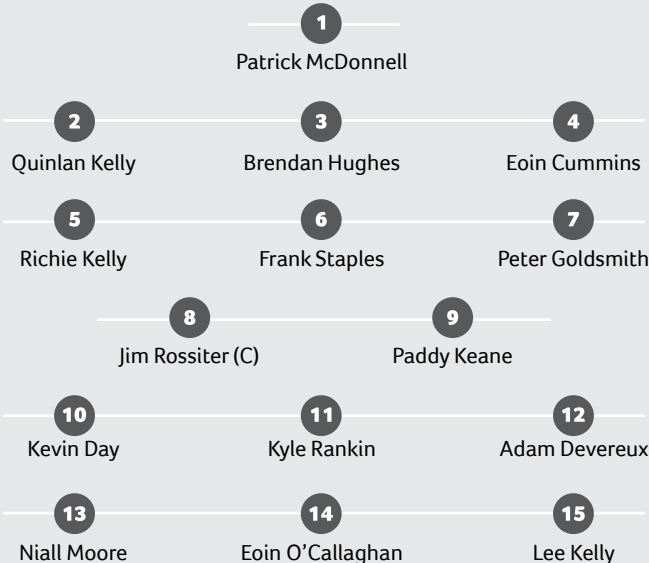 1
Patrick McDonnell
2 3 4
Quinlan Kelly Brendan Hughes Eoin Cummins
5 6 7
Richie Kelly Frank Staples Peter Goldsmith
8 9
Jim Rossiter (C) Paddy Keane
10 11 12
Kevin Day Kyle Rankin Adam Devereux
13 14 15
Niall Moore Eoin O’Callaghan Lee Kelly